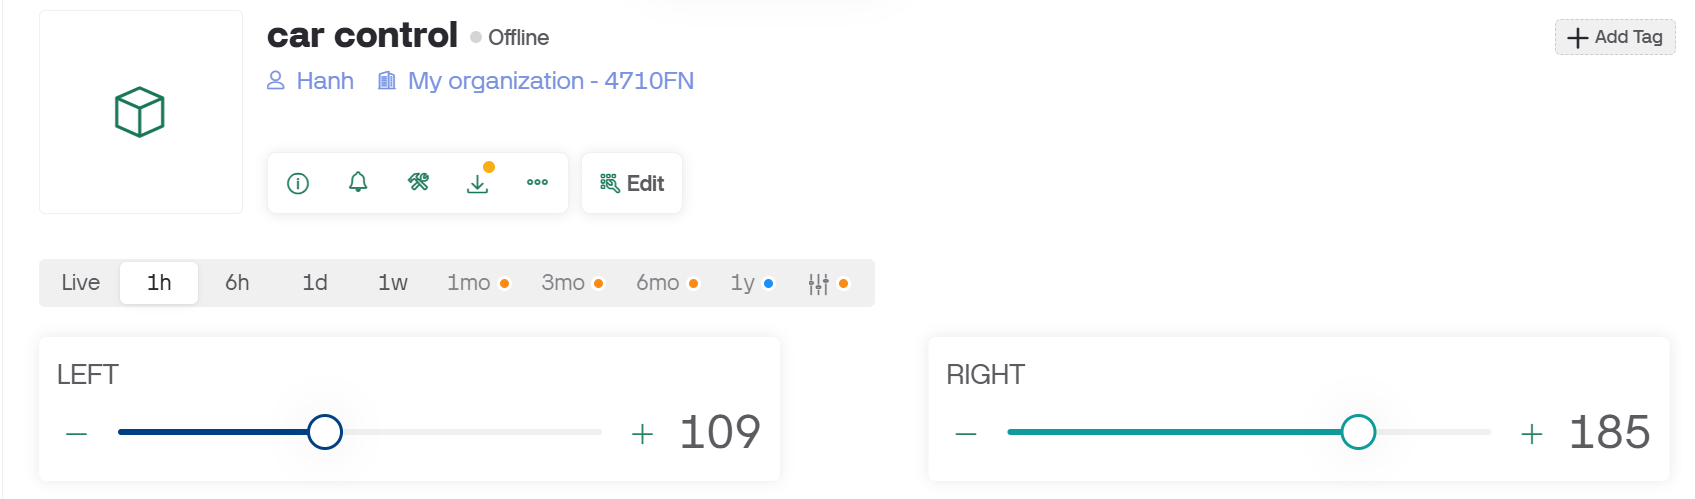 car control Offline
+ Add Tag
Hanh My organization - 4710FN
Edit
Live 1h 6h 1d 1w 1mo 3mo 6mo 1y
LEFT
− + 109
RIGHT
− + 185